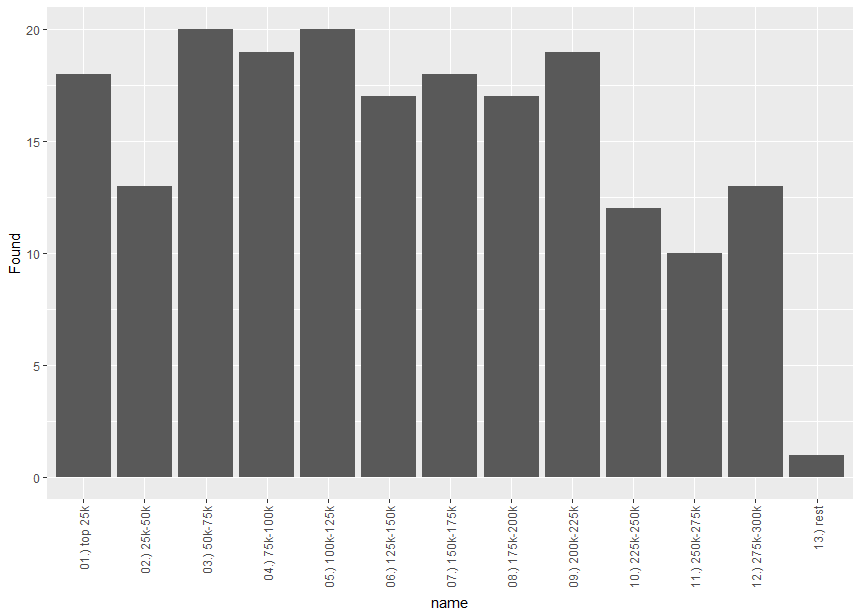 20
15
10
5
0
Found
01.) top 25k
02.) 25k-50k
03.) 50k-75k
04.) 75k-100k
05.) 100k-125k
06.) 125k-150k
07.) 150k-175k
08.) 175k-200k
09.) 200k-225k
10.) 225k-250k
11.) 250k-275k
12.) 275k-300k
13.) rest
name